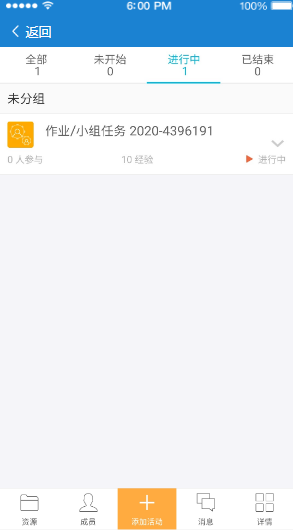 6:00 PM 100%
返回
全部 未开始 进行中 已结束
1 0 1 0
未分组
作业/小组任务 2020-4396191
0 人参与 10 经验 进行中
资源 成员 添加活动 消息 详情